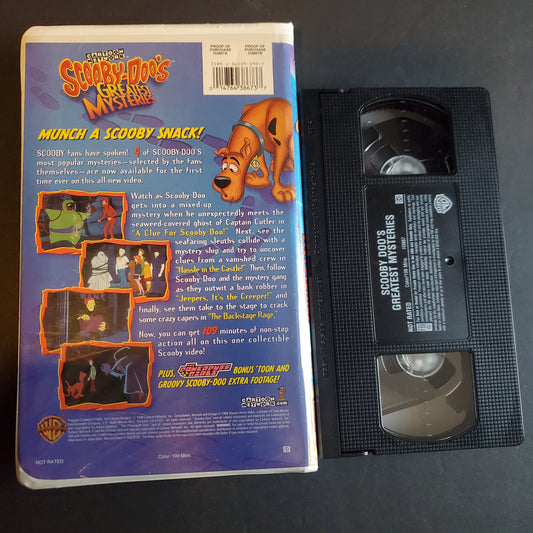 CARTOON NETWORK
SCOOBY-DOO'S
GREATEST
MYSTERIES
PROOF OF PURCHASE
PROOF OF PURCHASE
MUNCH A SCOOBY SNACK!
SCOOBY fans have spoken! 4 of SCOOBY-DOO'S
most popular mysteries—selected by the fans
themselves—are now available for the first
time ever on this all-new video.
Watch as Scooby-Doo
gets into a mixed-up
mystery when he unexpectedly meets the
seaweed-covered ghost of Captain Cutler in
"A Clue For Scooby Doo!" Next, see the
seafaring sleuths collide with a
mystery ship and try to uncover
clues from a vanished crew in
"Hassle in the Castle!" Then, follow
Scooby-Doo and the mystery gang
as they outwit a bank robber in
"Jeepers, It's the Creeper!" and
finally, see them take to the stage to crack
some crazy capers in "The Backstage Rage."
Now, you can get 109 minutes of non-stop
action all on this one collectible
Scooby video!
PLUS, POWERPUFF GIRLS BONUS 'TOON AND
GROOVY SCOOBY-DOO EXTRA FOOTAGE!
CARTOON NETWORK.com
WB
NOT RATED
Color/109 Mins.
WB
SCOOBY DOO'S
GREATEST MYSTERIES
NOT RATED